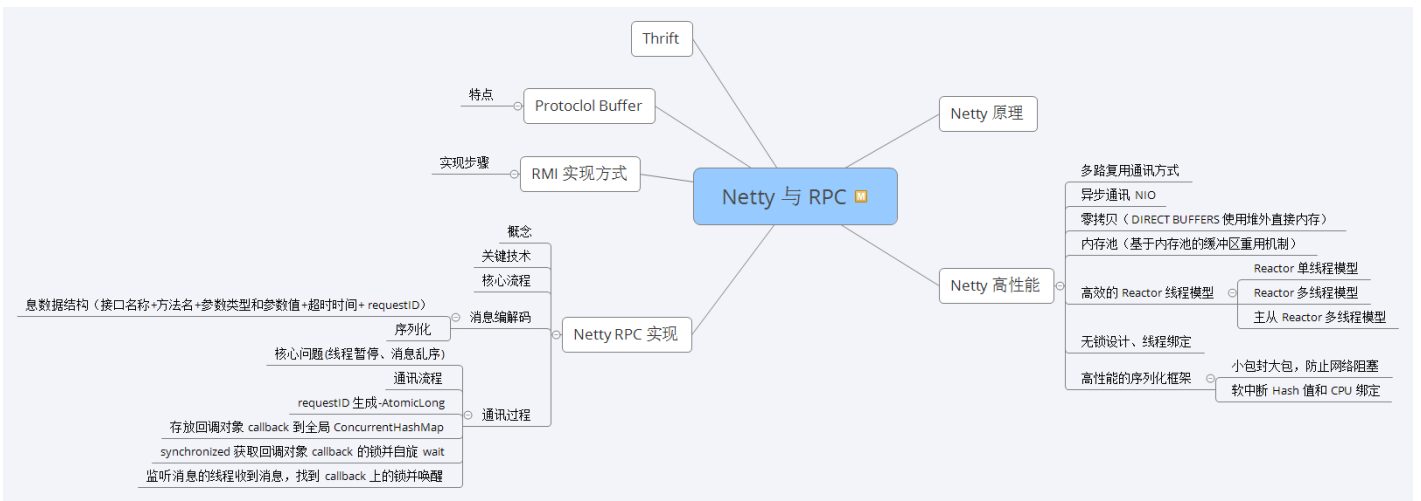 Thrift
特点
Protoclol Buffer
实现步骤
RMI 实现方式
Netty 与 RPC
Netty 原理
Netty 高性能
多路复用通讯方式
异步通讯 NIO
零拷贝（ DIRECT BUFFERS 使用堆外直接内存）
内存池（基于内存池的缓冲区重用机制）
高效的 Reactor 线程模型
Reactor 单线程模型
Reactor 多线程模型
主从 Reactor 多线程模型
无锁设计、线程绑定
高性能的序列化框架
小包封大包，防止网络阻塞
软中断 Hash 值和 CPU 绑定
Netty RPC 实现
概念
关键技术
核心流程
消息编解码
息数据结构（接口名称+方法名+参数类型和参数值+超时时间+ requestID）
序列化
通讯过程
核心问题(线程暂停、消息乱序)
通讯流程
requestID 生成-AtomicLong
存放回调对象 callback 到全局 ConcurrentHashMap
synchronized 获取回调对象 callback 的锁并自旋 wait
监听消息的线程收到消息，找到 callback 上的锁并唤醒